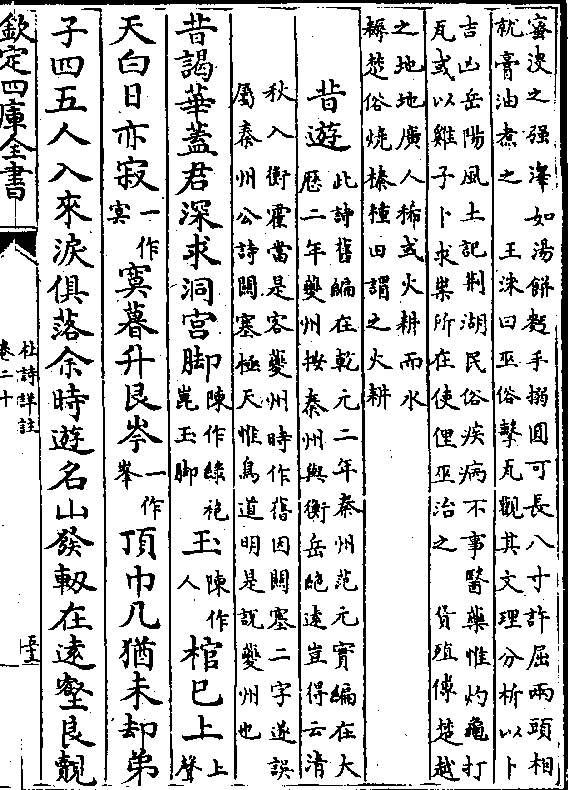 蜜浸之强澤如湯餅麫手搦團可長八寸許屈兩頭相
就膏油煮之　王洙曰巫俗擊瓦觀其文理分析以卜
吉凶岳陽風土記荆湖民俗疾病不事醫藥惟灼龜打
瓦或以雞子卜求祟所在使俚巫治之　貨殖傳楚越
之地地廣人稀或火耕而水
耨楚俗燒榛種田謂之火耕
昔遊
此詩舊編在乾元二年秦州范元實編在大
歷二年夔州按秦州與衡岳絶遠豈得云清
秋入衡霍當是客夔州時作舊因關塞二字遂誤
屬秦州公詩關塞極天惟鳥道明是説夔州也
昔謁華蓋君深求洞宫脚陳作緑袍崑玉脚玉陳作人棺已上上聲
天白日亦寂一作寞寞暮升艮岑一作峯頂巾几猶未却弟
子四五人入來淚俱落余時遊名山發軔在遠壑良覿
欽定四庫全書
杜詩詳註
卷二十